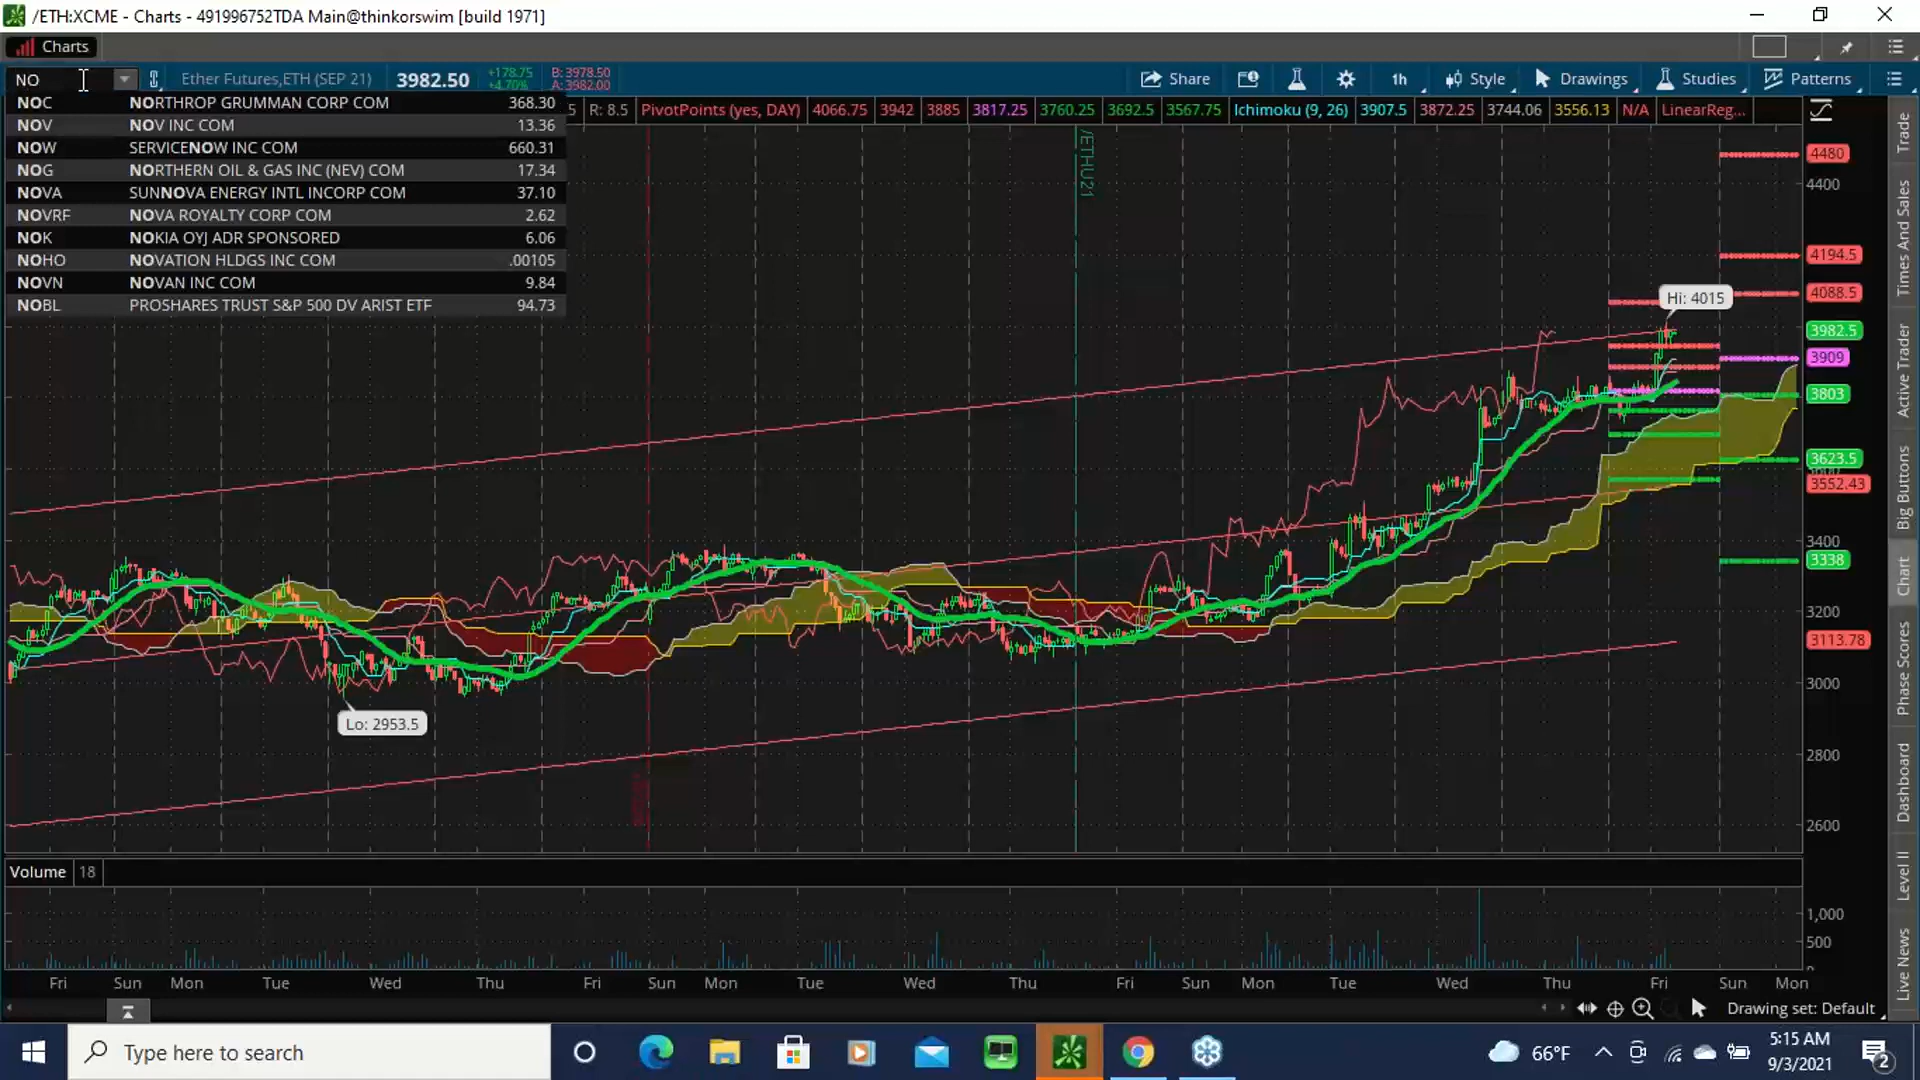 /ETH:XCME - Charts - 491996752TDA Main@thinkorswim [build 1971]
Charts
NO
Ether Futures,ETH (SEP 21) 3982.50 +178.75 +4.70% B: 3978.50 A: 3982.00
Share 1h Style Drawings Studies Patterns
NOC NORTHROP GRUMMAN CORP COM 368.30
NOV NOV INC COM 13.36
NOW SERVICENOW INC COM 660.31
NOG NORTHERN OIL & GAS INC (NEV) COM 17.34
NOVA SUNNOVA ENERGY INTL INCORP COM 37.10
NOVRF NOVA ROYALTY CORP COM 2.62
NOK NOKIA OYJ ADR SPONSORED 6.06
NOHO NOVATION HLDGS INC COM .00105
NOVN NOVAN INC COM 9.84
NOBL PROSHARES TRUST S&P 500 DV ARIST ETF 94.73
5 R: 8.5 PivotPoints (yes, DAY) 4066.75 3942 3885 3817.25 3760.25 3692.5 3567.75 Ichimoku (9, 26) 3907.5 3872.25 3744.06 3556.13 N/A LinearReg...
/ETHU21
4480
4400
4194.5
4088.5
Hi: 4015
3982.5
3909
3803
3623.5
3552.43
3400
3338
3200
3113.78
3000
Lo: 2953.5
2800
2600
Trade
Times And Sales
Active Trader
Big Buttons
Chart
Phase Scores
Dashboard
Level II
Live News
Volume 18
1,000
500
Fri Sun Mon Tue Wed Thu Fri Sun Mon Tue Wed Thu Fri Sun Mon Tue Wed Thu Fri Sun Mon
Drawing set: Default
Type here to search
66°F
5:15 AM
9/3/2021
2